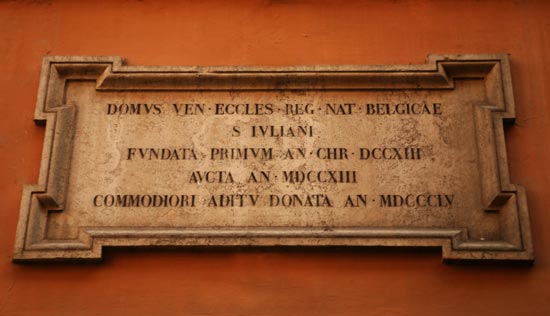 DOMVS VEN · ECCLES · REG · NAT · BELGICAE
S IVLIANI
FVNDATA PRIMVM AN · CHR · DCCXIII
AVCTA AN · MDCCXIII
COMMODIORI ADITV DONATA AN · MDCCCLV